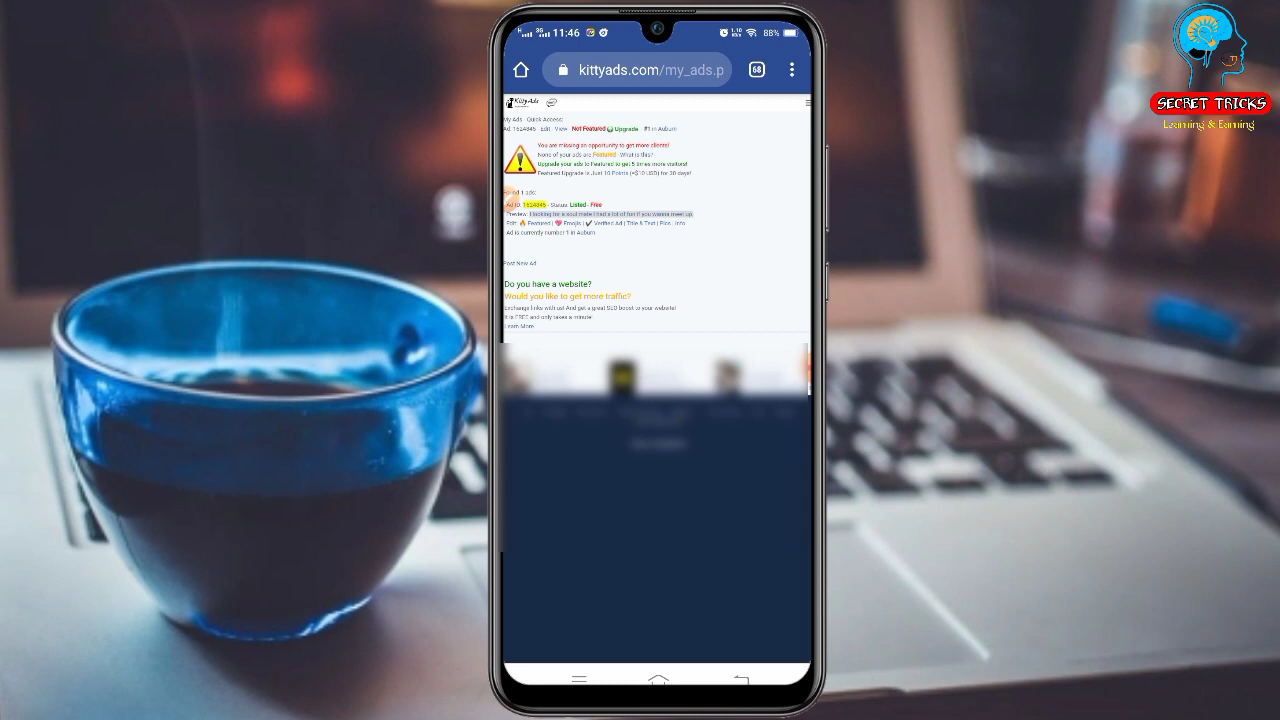 11:46
88%
kittyads.com/my_ads.p
68
KittyAds
My Ads - Quick Access:
Ad: 1624845 Edit View Not Featured Upgrade #1 in Auburn
You are missing an opportunity to get more clients!
None of your ads are Featured What is this?
Upgrade your ads to Featured to get 5 times more visitors!
Featured Upgrade Is Just 10 Points (=$10 USD) for 30 days!
Found 1 ads:
Ad ID: 1624845 - Status: Listed - Free
Preview: I looking for a soul mate I had a lot of fun if you wanna meet up
Edit: Featured | Emojis | Verified Ad | Title & Text | Pics Info
Ad is currently number 1 in Auburn
Post New Ad
Do you have a website?
Would you like to get more traffic?
Exchange links with us! And get a great SEO boost to your website!
It is FREE and only takes a minute!
Learn More
SECRET TRICKS
Learning & Earning